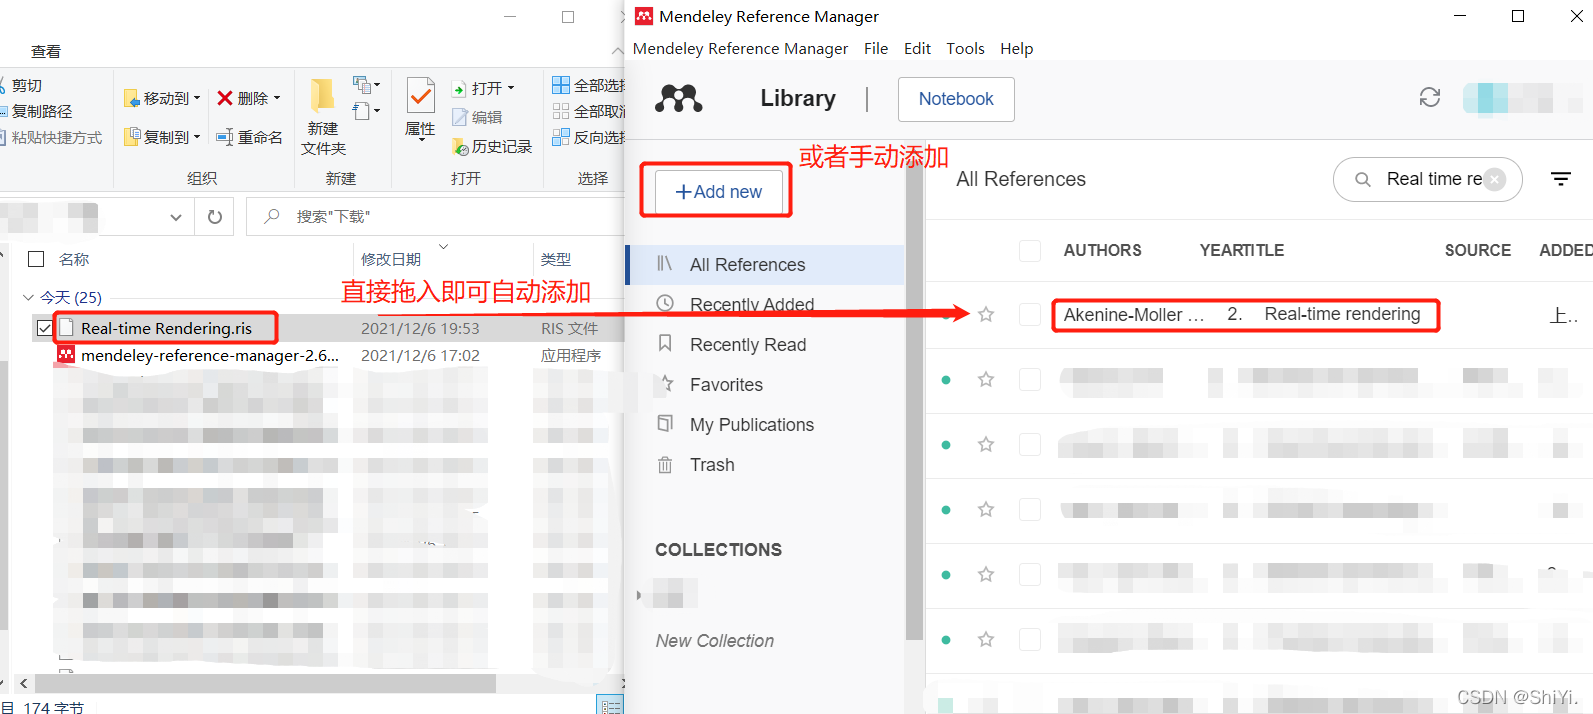 查看
剪切
复制路径
粘贴快捷方式
移动到
复制到
删除
重命名
组织
新建
文件夹
新建
属性
打开
编辑
历史记录
打开
全部选择
全部取消
反向选择
选择
搜索"下载"
名称
修改日期
类型
今天 (25)
直接拖入即可自动添加
Real-time Rendering.ris
2021/12/6 19:53
RIS 文件
mendeley-reference-manager-2.6...
2021/12/6 17:02
应用程序
174 字节
Mendeley Reference Manager
Mendeley Reference Manager File Edit Tools Help
Library
Notebook
或者手动添加
+Add new
All References
Recently Added
Recently Read
Favorites
My Publications
Trash
COLLECTIONS
New Collection
All References
Real time re
AUTHORS YEAR TITLE SOURCE ADDED
Akenine-Moller ... 2. Real-time rendering 上..
CSDN @ShiYi.